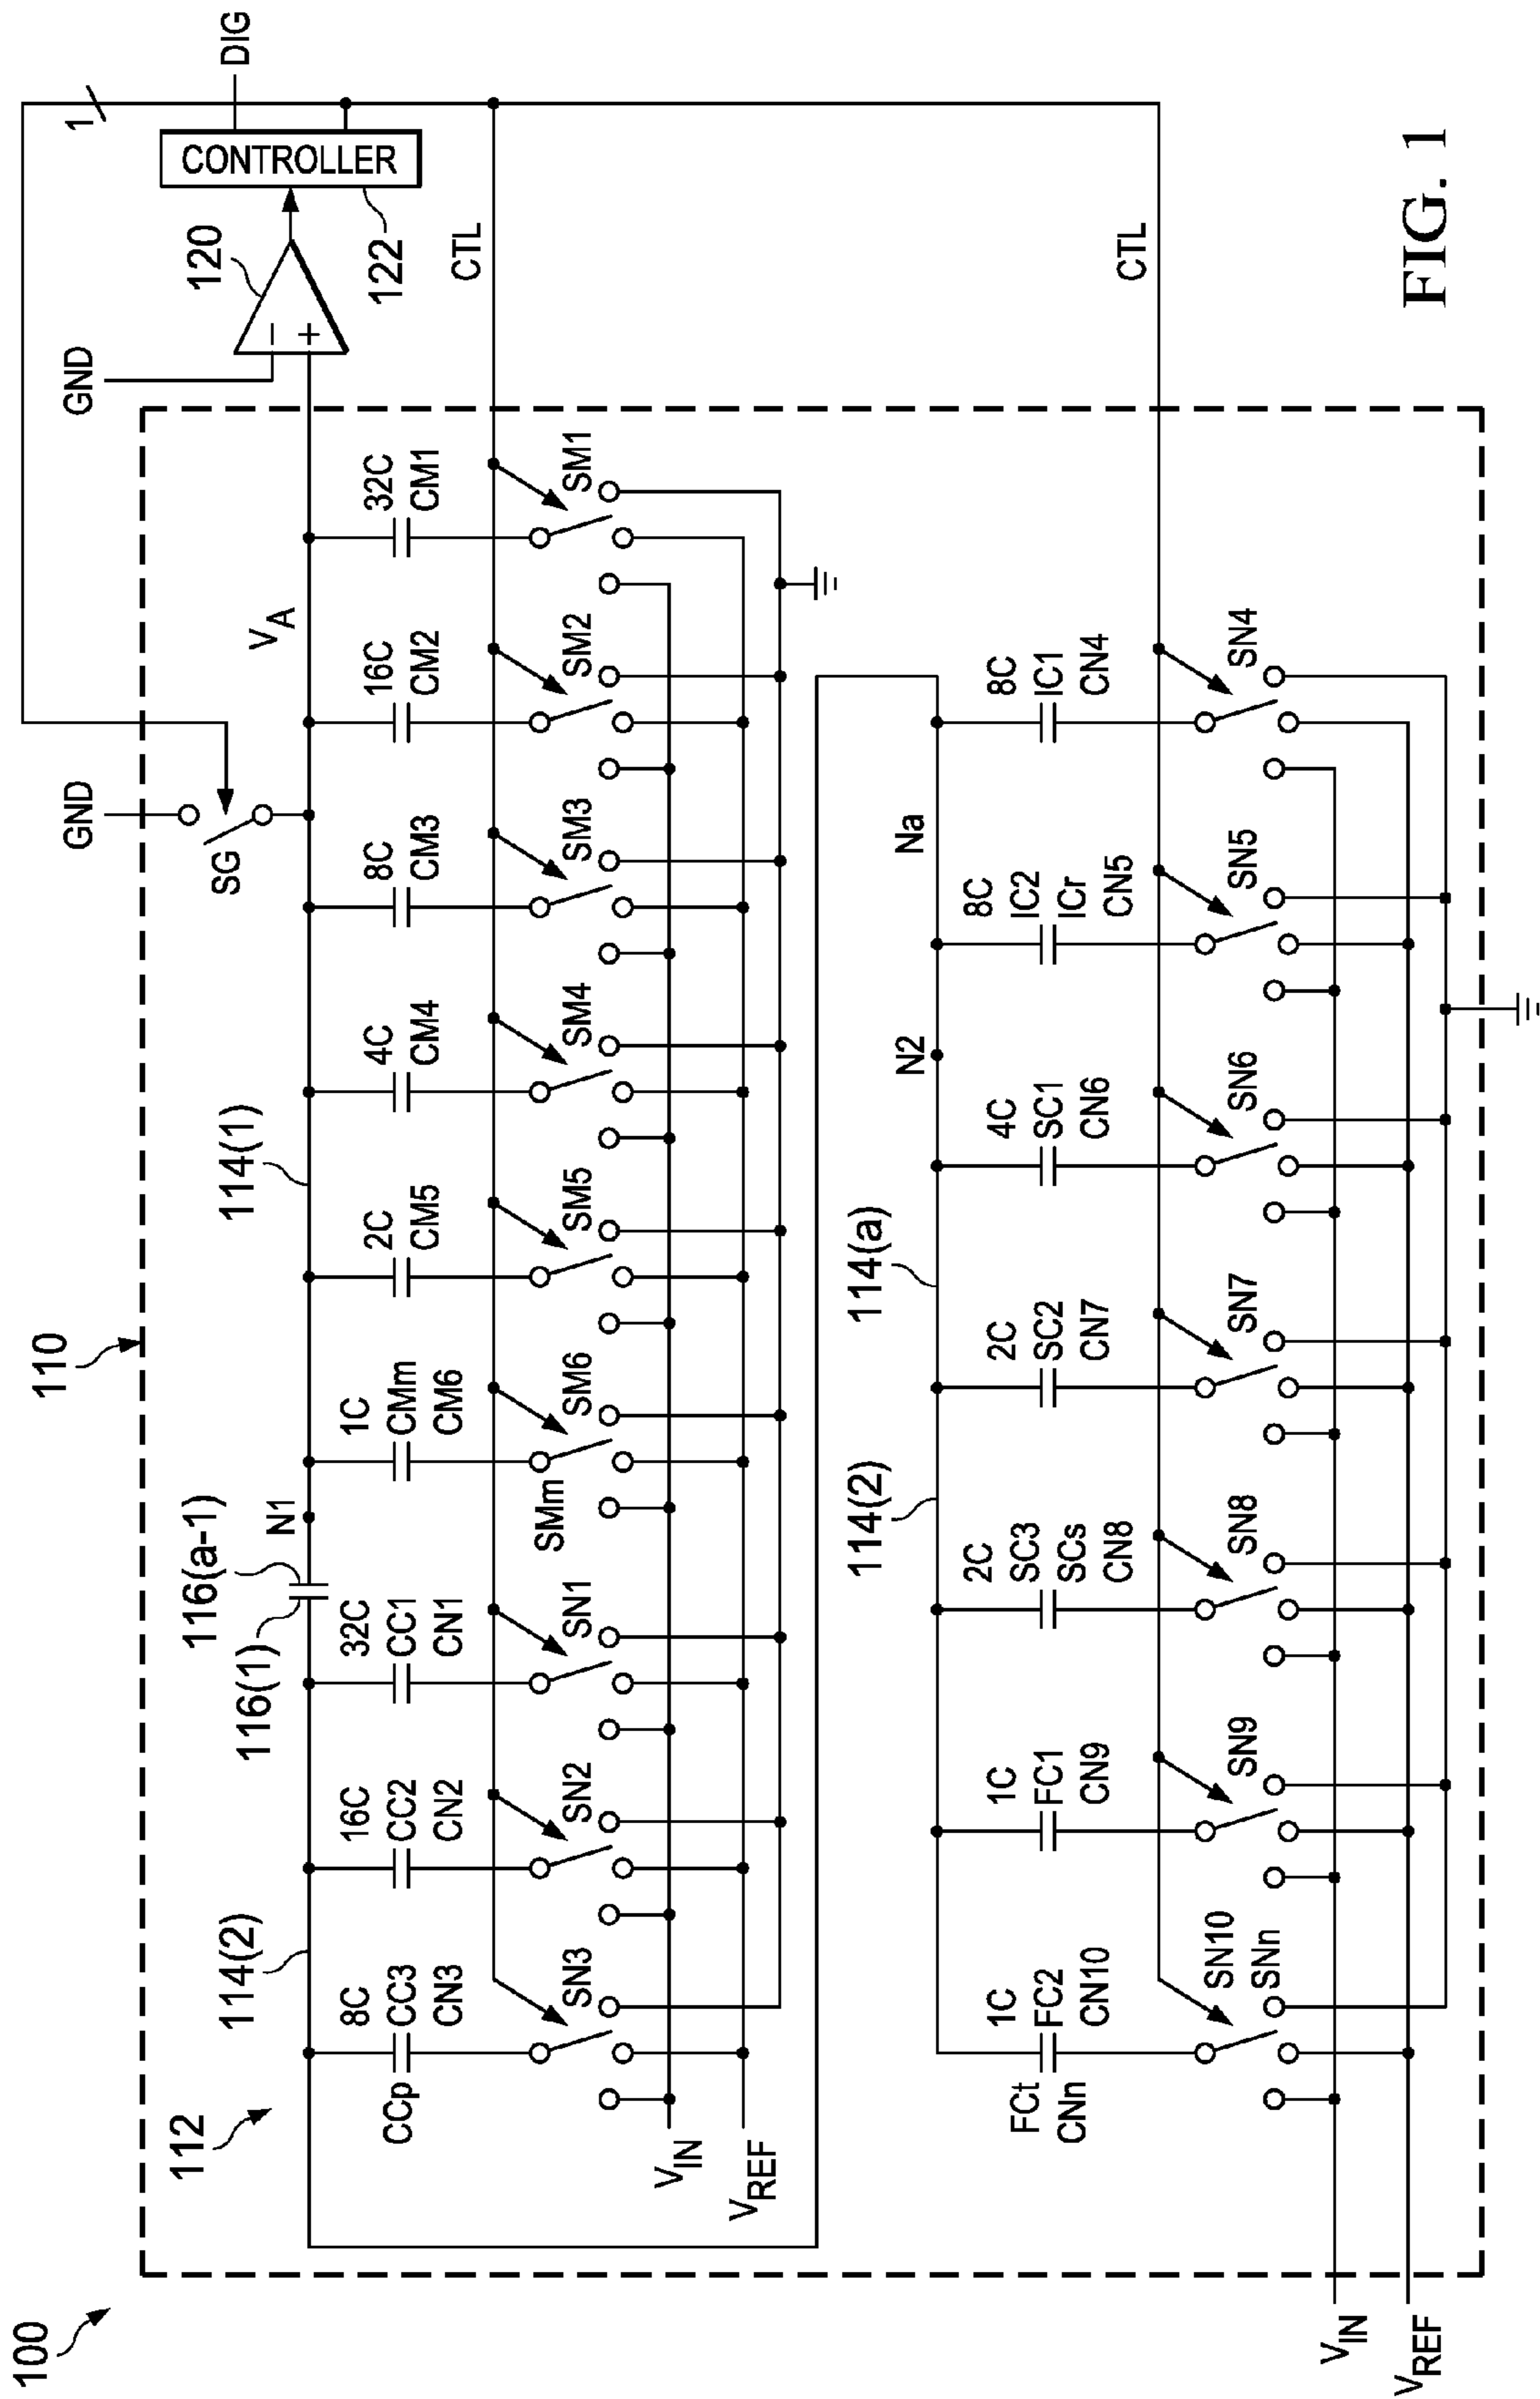 100
110
112
GND
GND
1
DIG
CONTROLLER
120
122
SG
−
+
114(2)
116(1)
116(a-1)
N1
114(1)
VA
8C
CC3
CN3
CCp
16C
CC2
CN2
32C
CC1
CN1
1C
CMm
CM6
2C
CM5
4C
CM4
8C
CM3
16C
CM2
32C
CM1
CTL
SN3
SN2
SN1
SMm
SM6
SM5
SM4
SM3
SM2
SM1
VIN
VREF
114(2)
114(a)
N2
Na
1C
FC2
CN10
FCt
CNn
1C
FC1
CN9
2C
SC3
SCs
CN8
2C
SC2
CN7
4C
SC1
CN6
8C
IC2
ICr
CN5
8C
IC1
CN4
CTL
SN10
SNn
SN9
SN8
SN7
SN6
SN5
SN4
VIN
VREF
FIG. 1